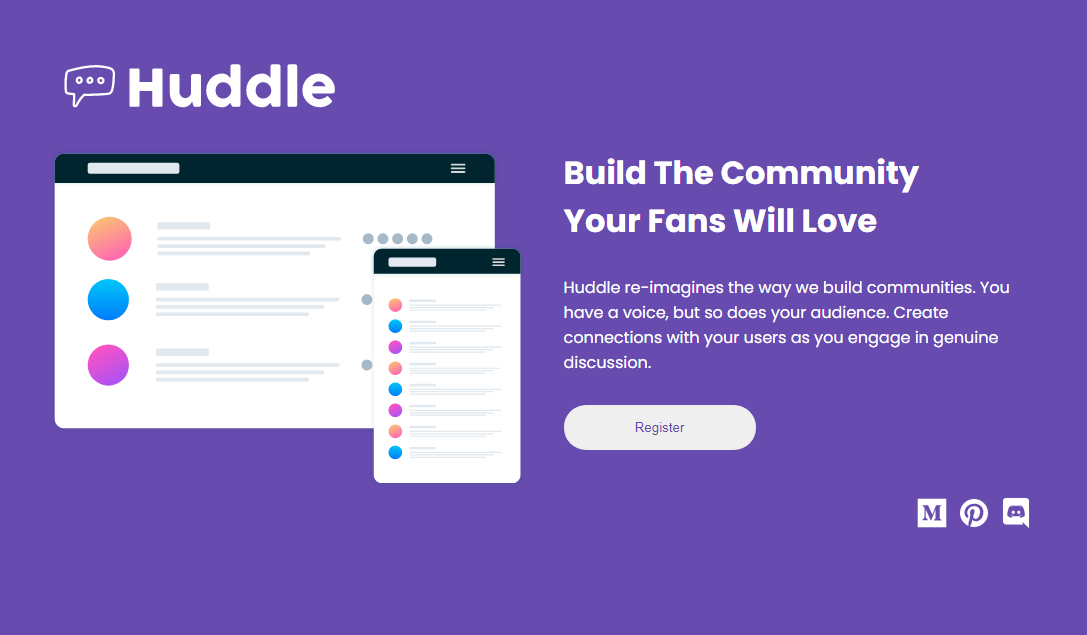 Huddle
Build The Community
Your Fans Will Love
Huddle re-imagines the way we build communities. You
have a voice, but so does your audience. Create
connections with your users as you engage in genuine
discussion.
Register
M